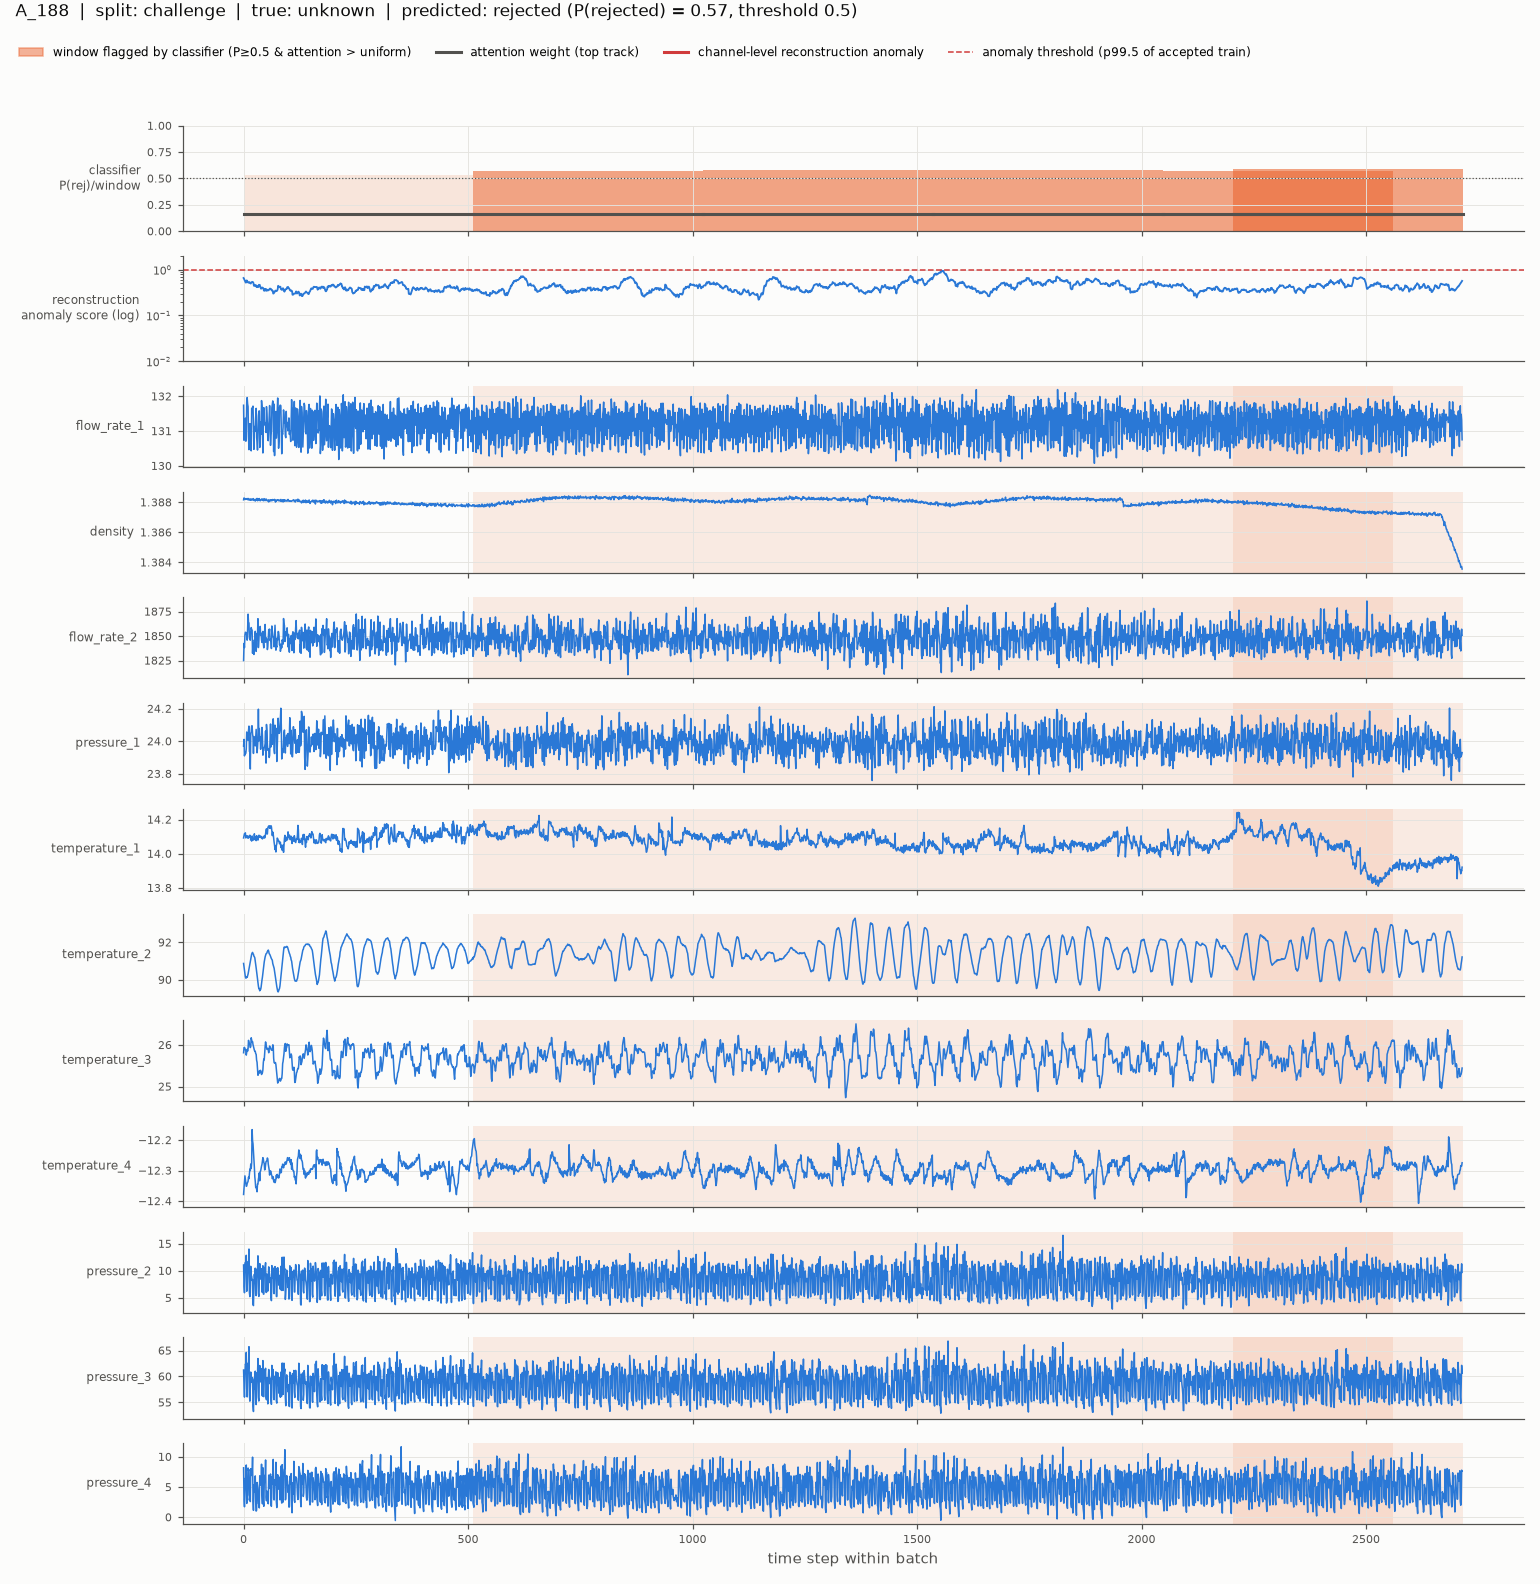 A_188 | split: challenge | true: unknown | predicted: rejected (P(rejected) = 0.57, threshold 0.5)
window flagged by classifier (P≥0.5 & attention > uniform)
attention weight (top track)
channel-level reconstruction anomaly
anomaly threshold (p99.5 of accepted train)
1.00
0.75
0.50
0.25
0.00
classifier
P(rej)/window
10⁰
10⁻¹
10⁻²
reconstruction
anomaly score (log)
132
131
130
flow_rate_1
1.388
1.386
1.384
density
1875
1850
1825
flow_rate_2
24.2
24.0
23.8
pressure_1
14.2
14.0
13.8
temperature_1
92
90
temperature_2
26
25
temperature_3
−12.2
−12.3
−12.4
temperature_4
15
10
5
pressure_2
65
60
55
pressure_3
10
5
0
pressure_4
0
500
1000
1500
2000
2500
time step within batch